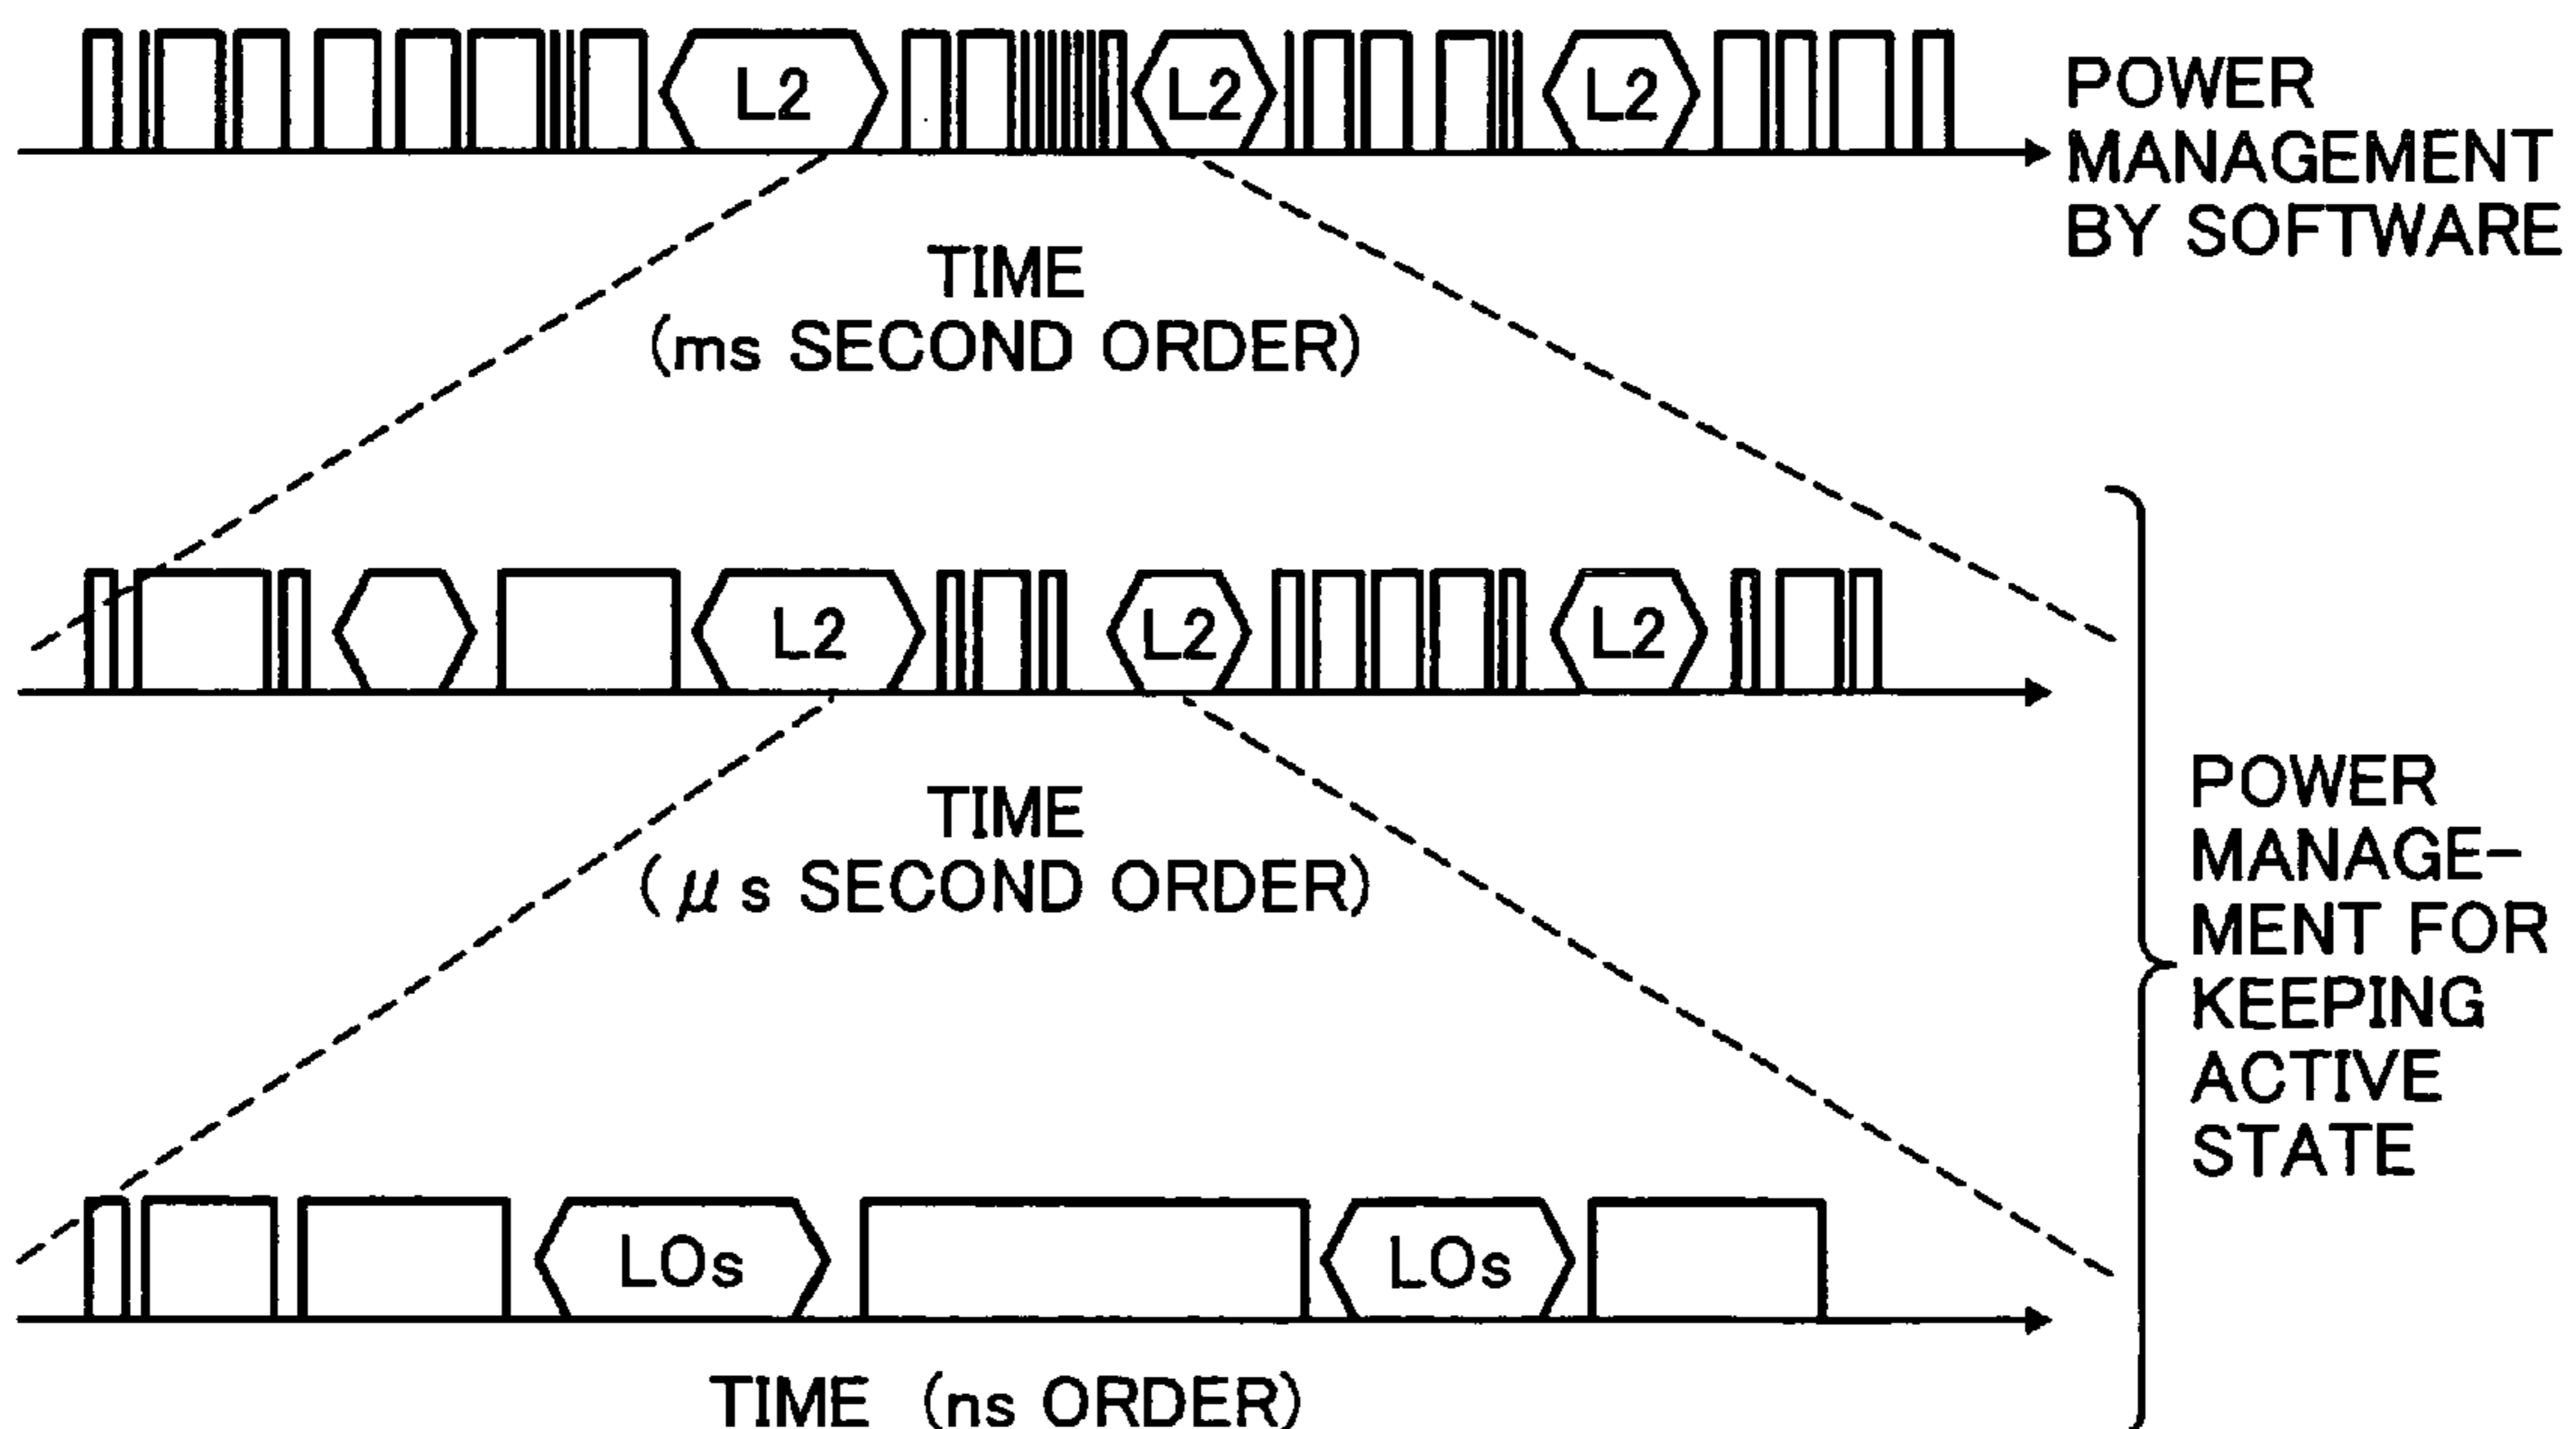 L2 L2 L2
POWER
MANAGEMENT
BY SOFTWARE
TIME
(ms SECOND ORDER)
L2 L2 L2
TIME
(μs SECOND ORDER)
POWER
MANAGE-
MENT FOR
KEEPING
ACTIVE
STATE
LOs LOs
TIME (ns ORDER)